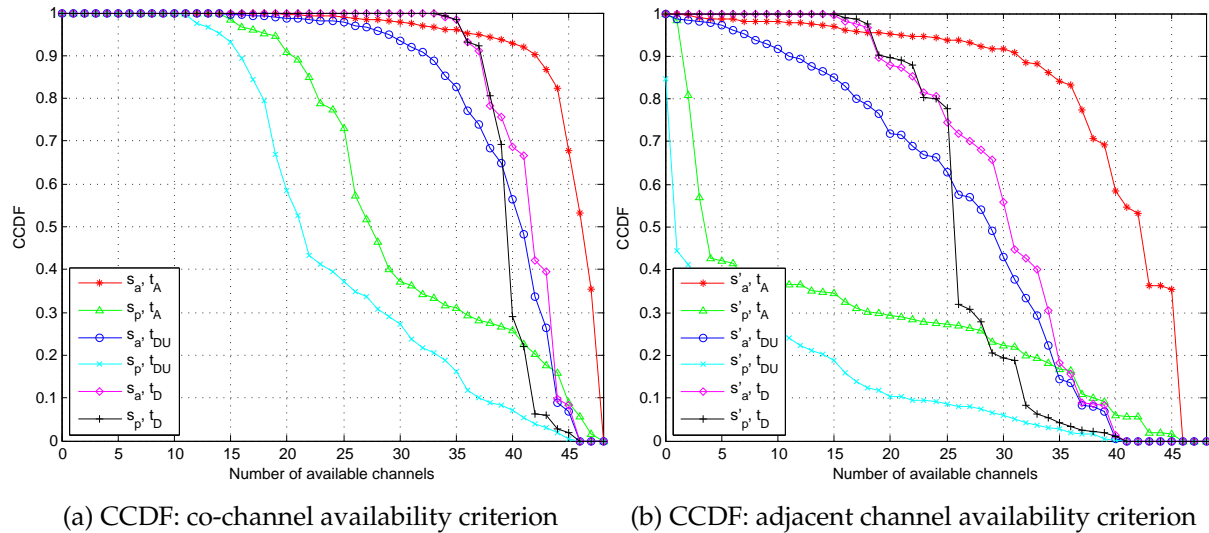 1
0.9
0.8
0.7
0.6
0.5
0.4
0.3
0.2
0.1
0
CCDF
s_a, t_A
s_p, t_A
s_a, t_DU
s_p, t_DU
s_a, t_D
s_p, t_D
0 5 10 15 20 25 30 35 40 45
Number of available channels
(a) CCDF: co-channel availability criterion
1
0.9
0.8
0.7
0.6
0.5
0.4
0.3
0.2
0.1
0
CCDF
s'_a, t_A
s'_p, t_A
s'_a, t_DU
s'_p, t_DU
s'_a, t_D
s'_p, t_D
0 5 10 15 20 25 30 35 40 45
Number of available channels
(b) CCDF: adjacent channel availability criterion